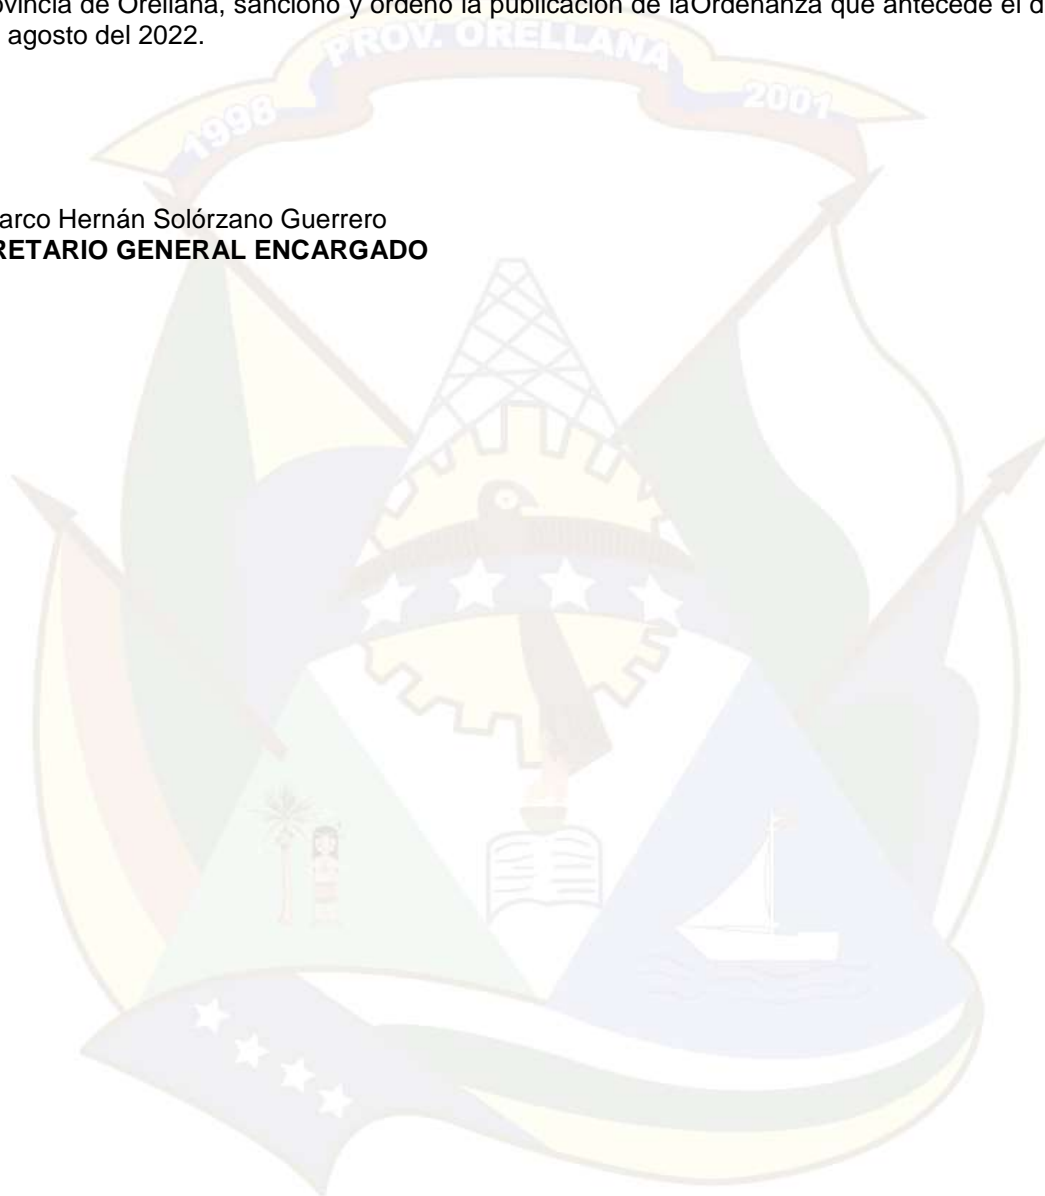 ovincia de Orellana, sancionó y ordenó la publicación de laOrdenanza que antecede el d
agosto del 2022.
PROV. ORELLANA
1998
2001
arco Hernán Solórzano Guerrero
RETARIO GENERAL ENCARGADO